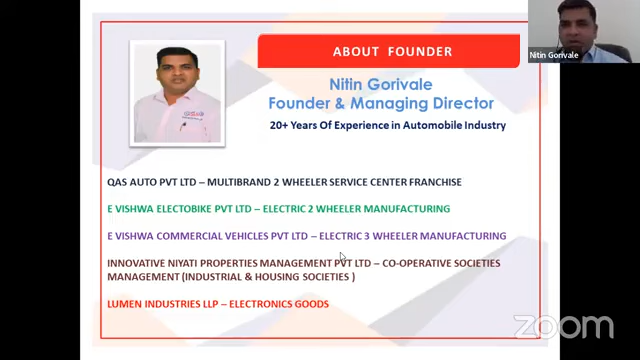 ABOUT FOUNDER
Nitin Gorivale
Nitin Gorivale
Founder & Managing Director
20+ Years Of Experience in Automobile Industry
QAS AUTO PVT LTD – MULTIBRAND 2 WHEELER SERVICE CENTER FRANCHISE
E VISHWA ELECTOBIKE PVT LTD – ELECTRIC 2 WHEELER MANUFACTURING
E VISHWA COMMERCIAL VEHICLES PVT LTD – ELECTRIC 3 WHEELER MANUFACTURING
INNOVATIVE NIYATI PROPERTIES MANAGEMENT PVT LTD – CO-OPERATIVE SOCIETIES
MANAGEMENT (INDUSTRIAL & HOUSING SOCIETIES )
LUMEN INDUSTRIES LLP – ELECTRONICS GOODS
zoom